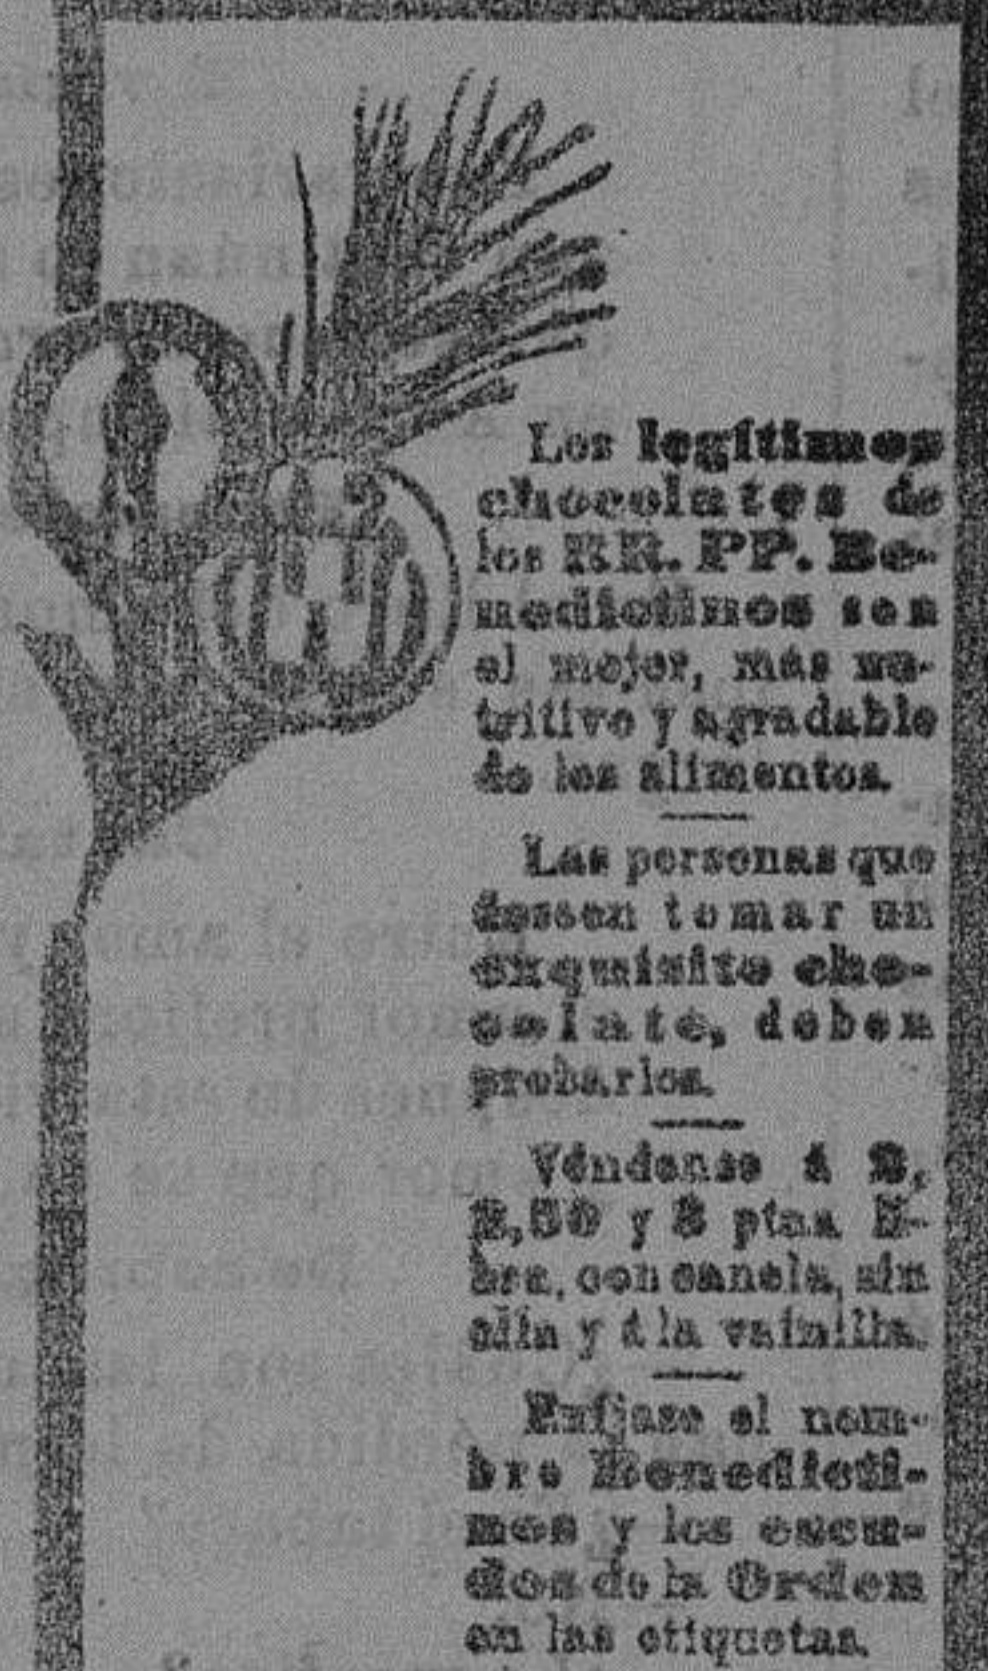 Los legítimos
chocolates de
los RR. PP. Be-
nedictinos son
el mejor, más nu-
tritivo y agradable
de los alimentos.
Las personas que
deseen tomar un
exquisito cho-
colate, deben
probarlos.
Véndense á 2,
2,50 y 3 ptas li-
bra, con canela, sin
ella y á la vainilla.
Exíjase el nom-
bre Benedicti-
nos y los escu-
dos de la Orden
en las etiquetas.